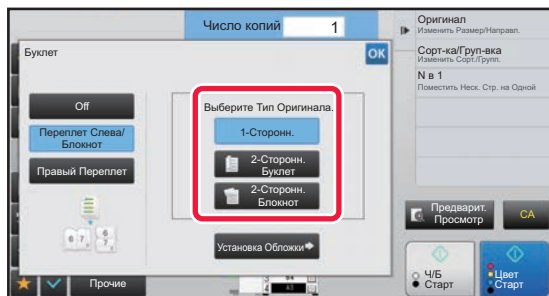 Число копий 1
Буклет
OK
Off
Переплет Слева/
Блокнот
Правый Переплет
Выберите Тип Оригинала.
1-Сторонн.
2-Сторонн.
Буклет
2-Сторонн.
Блокнот
Установка Обложки
Прочие
Оригинал
Изменить Размер/Направл.
Сорт-ка/Груп-вка
Изменить Сорт./Групп.
N в 1
Поместить Неск. Стр. на Одной
Предварит.
Просмотр
CA
Ч/Б
Старт
Цвет
Старт